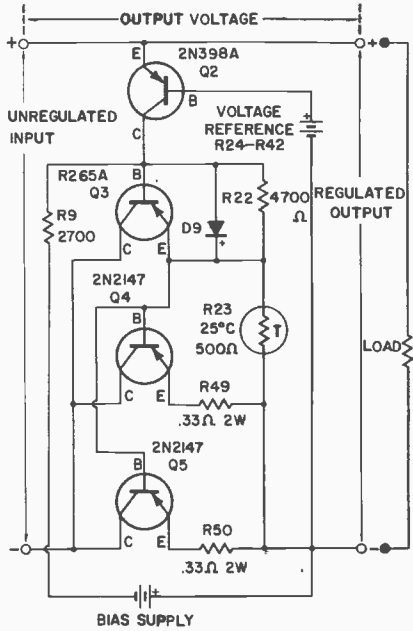 OUTPUT VOLTAGE
+ +
E 2N398A
Q2
B
C
UNREGULATED
INPUT
VOLTAGE
REFERENCE
R24–R42
+
R265A
Q3
B
R22 4700
Ω
REGULATED
OUTPUT
R9
2700
D9
+
C E
2N2147
Q4
B
R23
25°C
500Ω
T
LOAD
C E
R49
.33Ω 2W
2N2147
Q5
B
C E
R50
.33Ω 2W
- -
+
BIAS SUPPLY